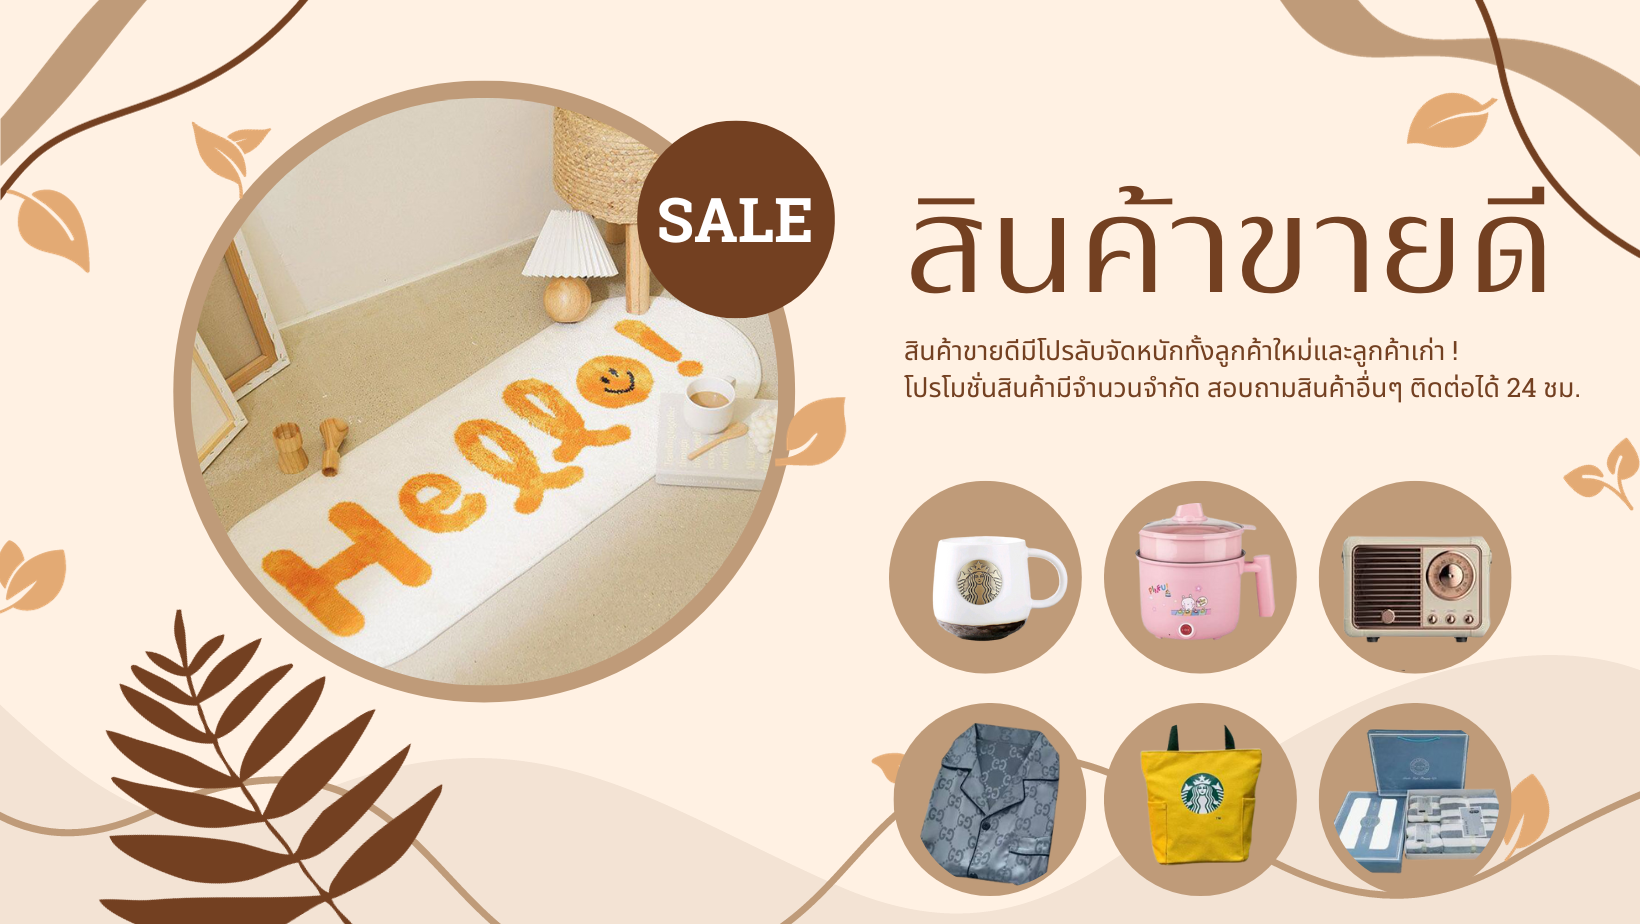 SALE
Hello!
สินค้าขายดี
สินค้าขายดีมีโปรลับจัดหนักทั้งลูกค้าใหม่และลูกค้าเก่า !
โปรโมชั่นสินค้ามีจำนวนจำกัด สอบถามสินค้าอื่นๆ ติดต่อได้ 24 ชม.